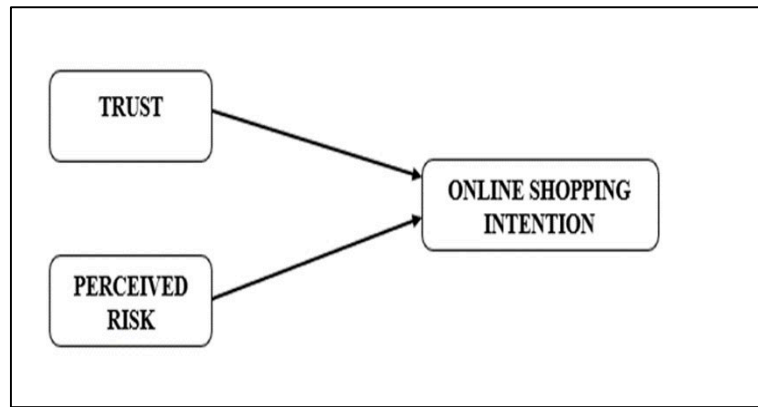 TRUST
ONLINE SHOPPING
INTENTION
PERCEIVED
RISK